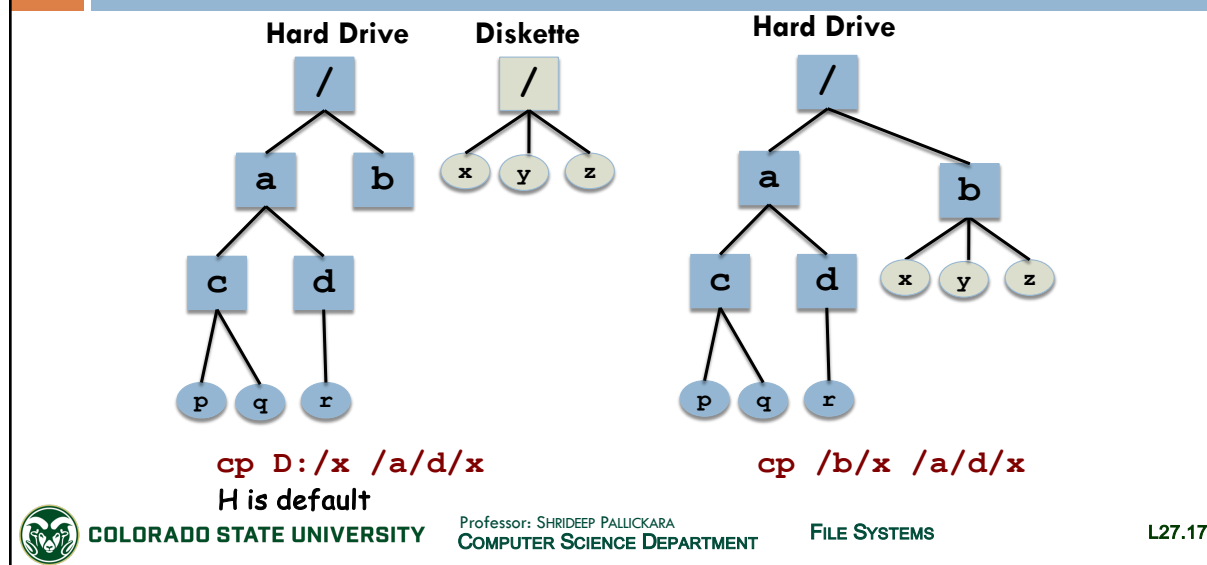 Hard Drive Diskette Hard Drive
/ / /
a b x y z a b
c d c d x y z
p q r p q r
cp D:/x /a/d/x cp /b/x /a/d/x
H is default
COLORADO STATE UNIVERSITY Professor: SHRIDEEP PALLICKARA
COMPUTER SCIENCE DEPARTMENT FILE SYSTEMS L27.17